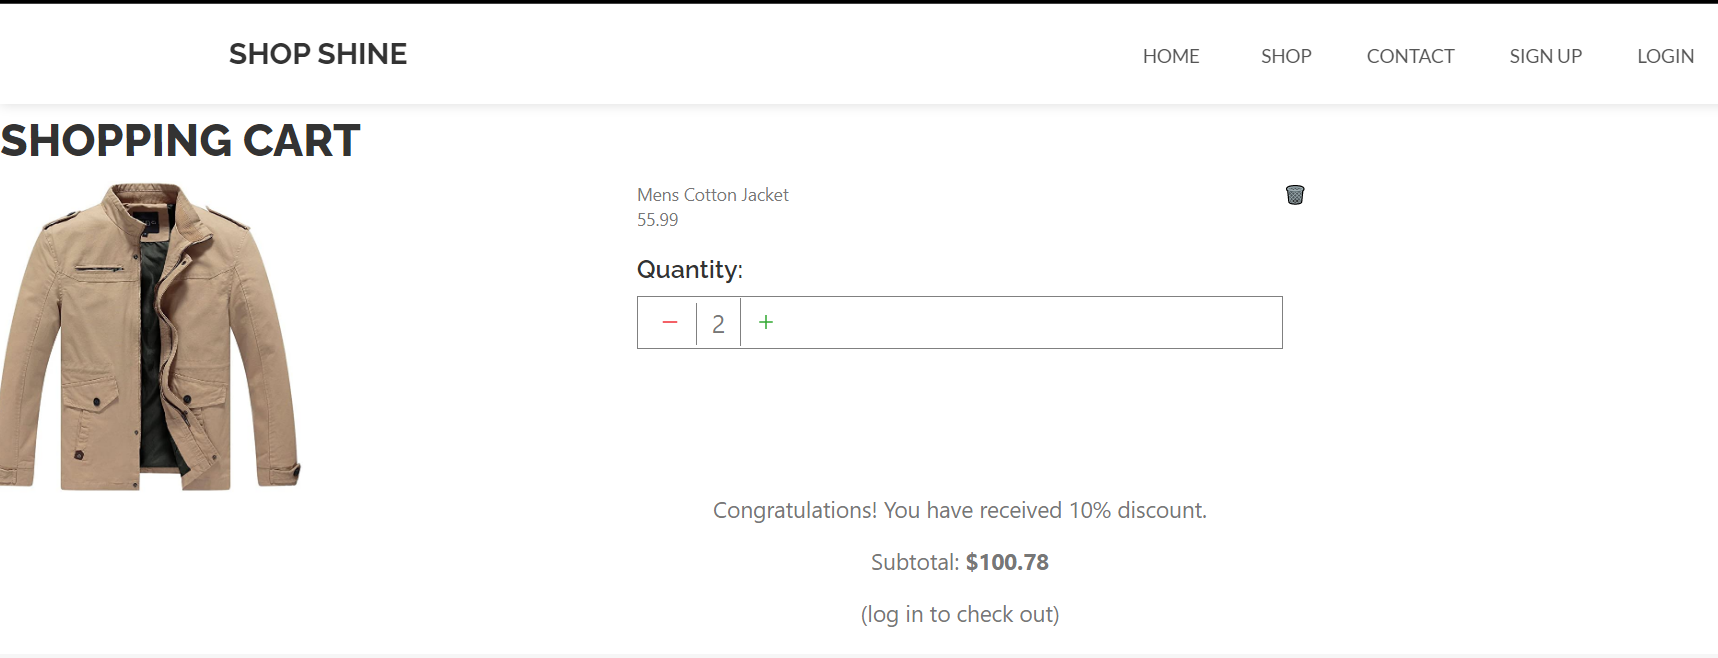 SHOP SHINE
HOME SHOP CONTACT SIGN UP LOGIN
SHOPPING CART
Mens Cotton Jacket
55.99
Quantity:
− 2 +
Congratulations! You have received 10% discount.
Subtotal: $100.78
(log in to check out)